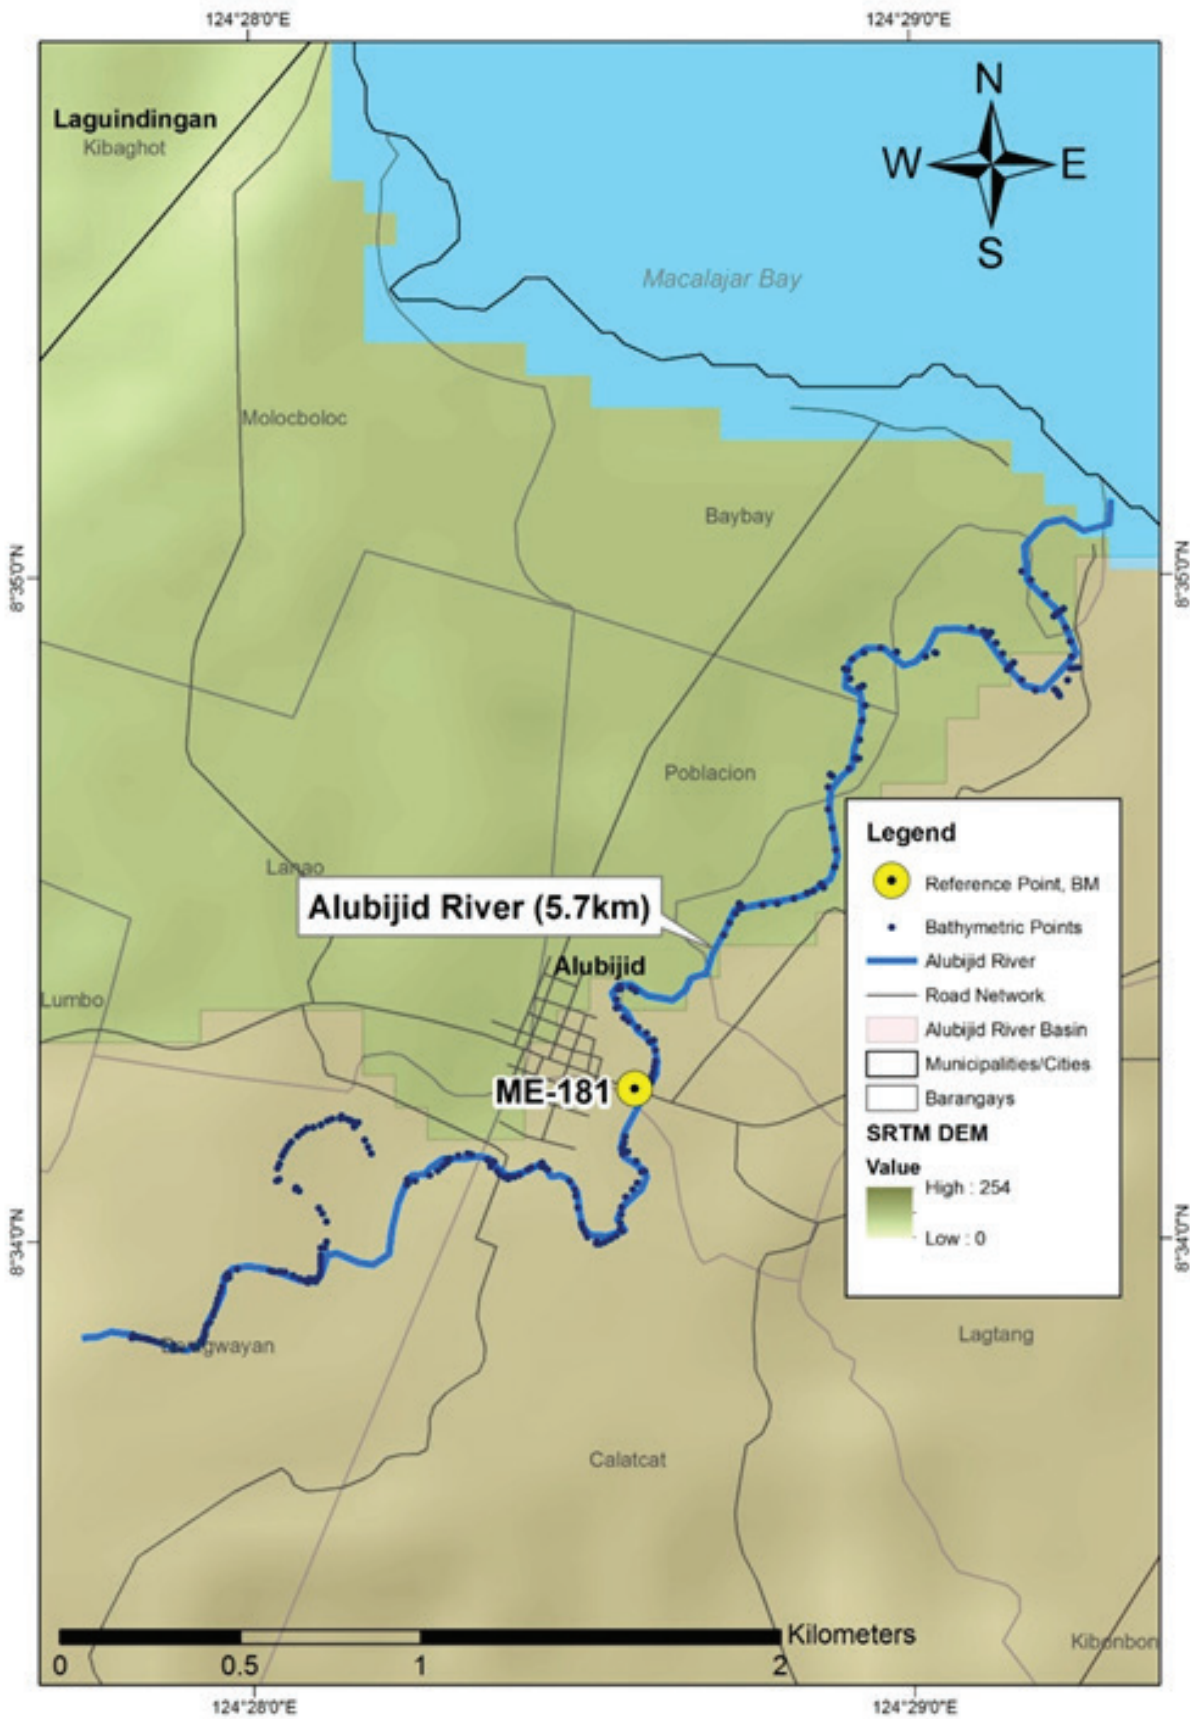 124°28'0"E
124°29'0"E
N
W E
S
Laguindingan
Kibaghot
Macalajar Bay
Molocboloc
Baybay
8°35'0"N
8°35'0"N
Poblacion
Legend
Reference Point, BM
Bathymetric Points
Alubijid River
Road Network
Alubijid River Basin
Municipalities/Cities
Barangays
SRTM DEM
Value
High : 254
Low : 0
Lanao
Alubijid River (5.7km)
Alubijid
Lumbo
ME-181
8°34'0"N
8°34'0"N
Lagtang
Calatcat
Kibonbon
Kilometers
0 0.5 1 2
124°28'0"E
124°29'0"E